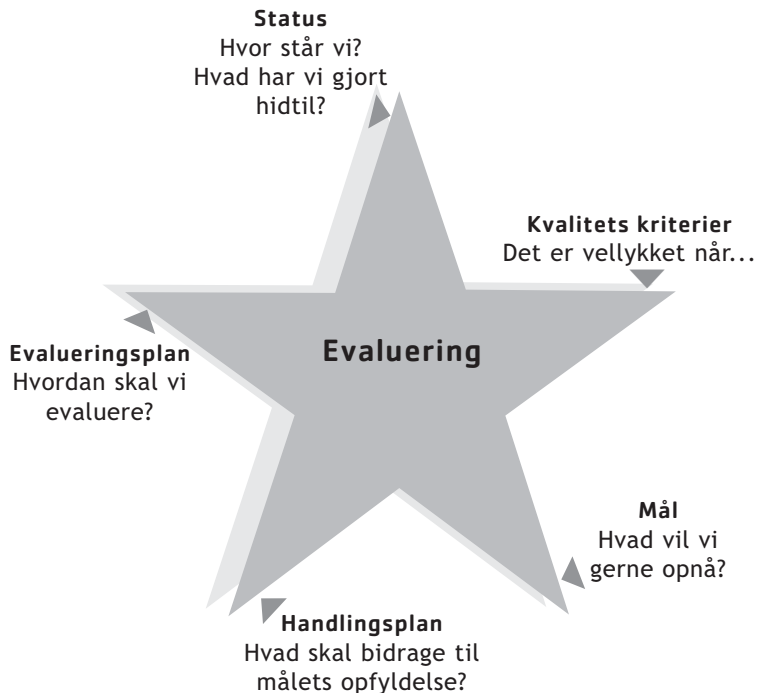 Status
Hvor står vi?
Hvad har vi gjort
hidtil?
Kvalitets kriterier
Det er vellykket når...
Evaluering
Evalueringsplan
Hvordan skal vi
evaluere?
Mål
Hvad vil vi
gerne opnå?
Handlingsplan
Hvad skal bidrage til
målets opfyldelse?